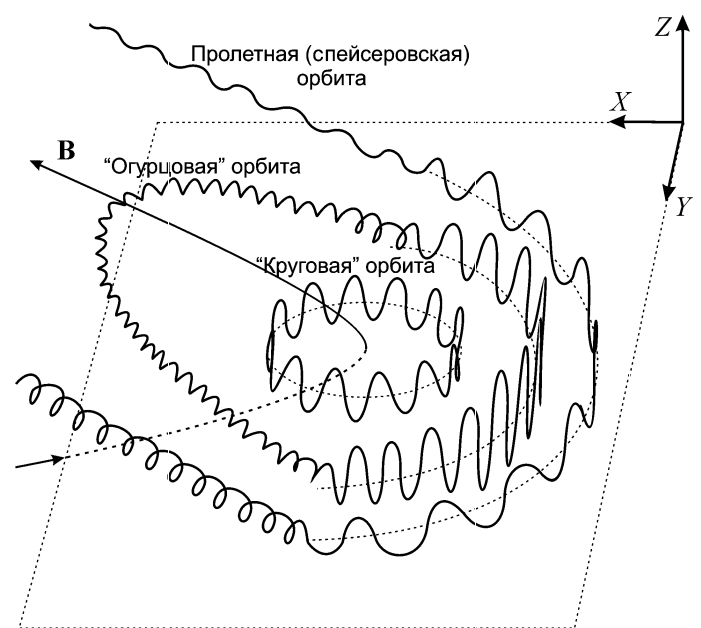 Z
Пролетная (спейсеровская)
орбита
X
B
“Огурцовая” орбита
Y
“Круговая” орбита